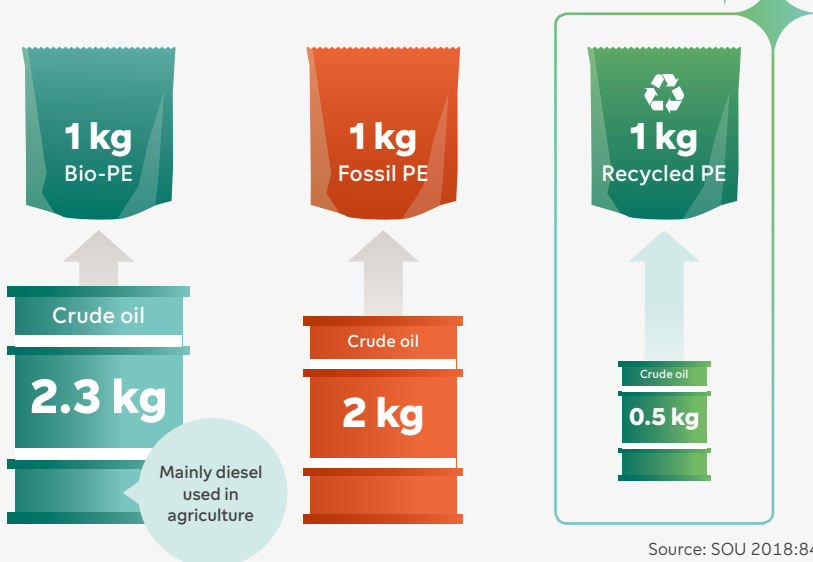 1 kg
Bio-PE
Crude oil
2.3 kg
Mainly diesel
used in
agriculture
1 kg
Fossil PE
Crude oil
2 kg
1 kg
Recycled PE
Crude oil
0.5 kg
Source: SOU 2018:84